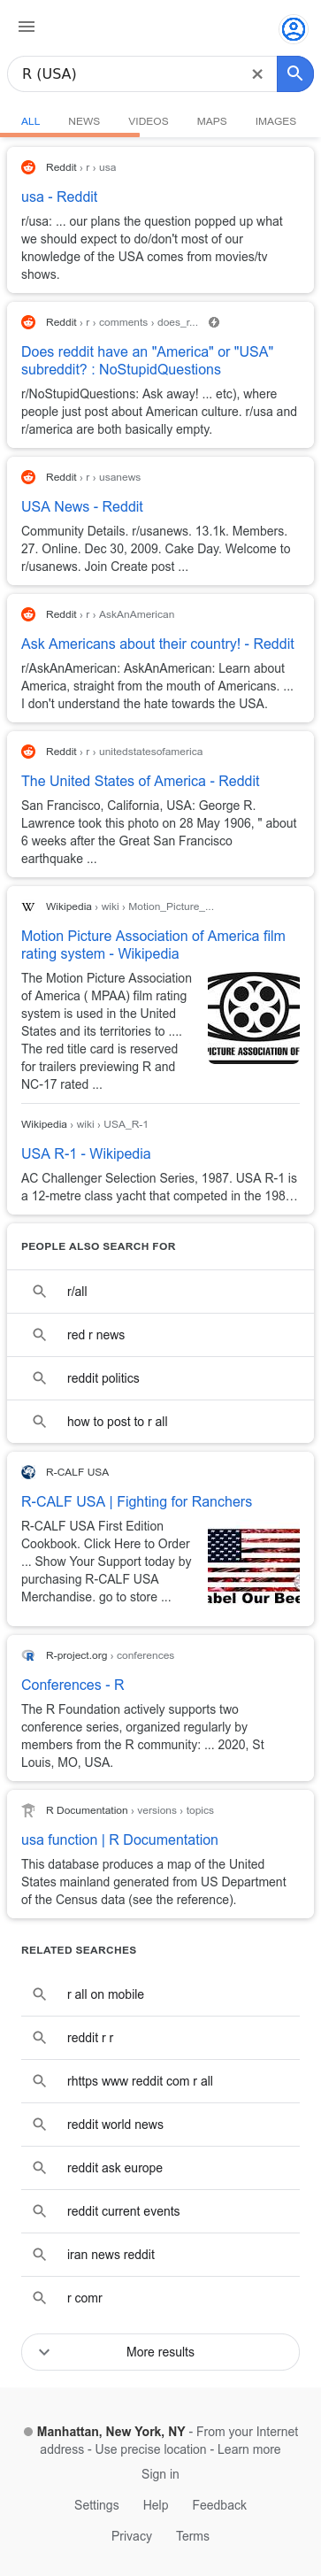 R (USA)
ALL NEWS VIDEOS MAPS IMAGES
Reddit › r › usa
usa - Reddit
r/usa: ... our plans the question popped up what
we should expect to do/don't most of our
knowledge of the USA comes from movies/tv
shows.
Reddit › r › comments › does_r...
Does reddit have an "America" or "USA"
subreddit? : NoStupidQuestions
r/NoStupidQuestions: Ask away! ... etc), where
people just post about American culture. r/usa and
r/america are both basically empty.
Reddit › r › usanews
USA News - Reddit
Community Details. r/usanews. 13.1k. Members.
27. Online. Dec 30, 2009. Cake Day. Welcome to
r/usanews. Join Create post ...
Reddit › r › AskAnAmerican
Ask Americans about their country! - Reddit
r/AskAnAmerican: AskAnAmerican: Learn about
America, straight from the mouth of Americans. ...
I don't understand the hate towards the USA.
Reddit › r › unitedstatesofamerica
The United States of America - Reddit
San Francisco, California, USA: George R.
Lawrence took this photo on 28 May 1906, " about
6 weeks after the Great San Francisco
earthquake ...
W Wikipedia › wiki › Motion_Picture_...
Motion Picture Association of America film
rating system - Wikipedia
The Motion Picture Association
of America ( MPAA) film rating
system is used in the United
States and its territories to ....
The red title card is reserved
for trailers previewing R and
NC-17 rated ...
PICTURE ASSOCIATION OF
Wikipedia › wiki › USA_R-1
USA R-1 - Wikipedia
AC Challenger Selection Series, 1987. USA R-1 is
a 12-metre class yacht that competed in the 198...
PEOPLE ALSO SEARCH FOR
r/all
red r news
reddit politics
how to post to r all
R-CALF USA
R-CALF USA | Fighting for Ranchers
R-CALF USA First Edition
Cookbook. Click Here to Order
... Show Your Support today by
purchasing R-CALF USA
Merchandise. go to store ...
abel Our Bee
R-project.org › conferences
Conferences - R
The R Foundation actively supports two
conference series, organized regularly by
members from the R community: ... 2020, St
Louis, MO, USA.
R Documentation › versions › topics
usa function | R Documentation
This database produces a map of the United
States mainland generated from US Department
of the Census data (see the reference).
RELATED SEARCHES
r all on mobile
reddit r r
rhttps www reddit com r all
reddit world news
reddit ask europe
reddit current events
iran news reddit
r comr
More results
Manhattan, New York, NY - From your Internet
address - Use precise location - Learn more
Sign in
Settings Help Feedback
Privacy Terms